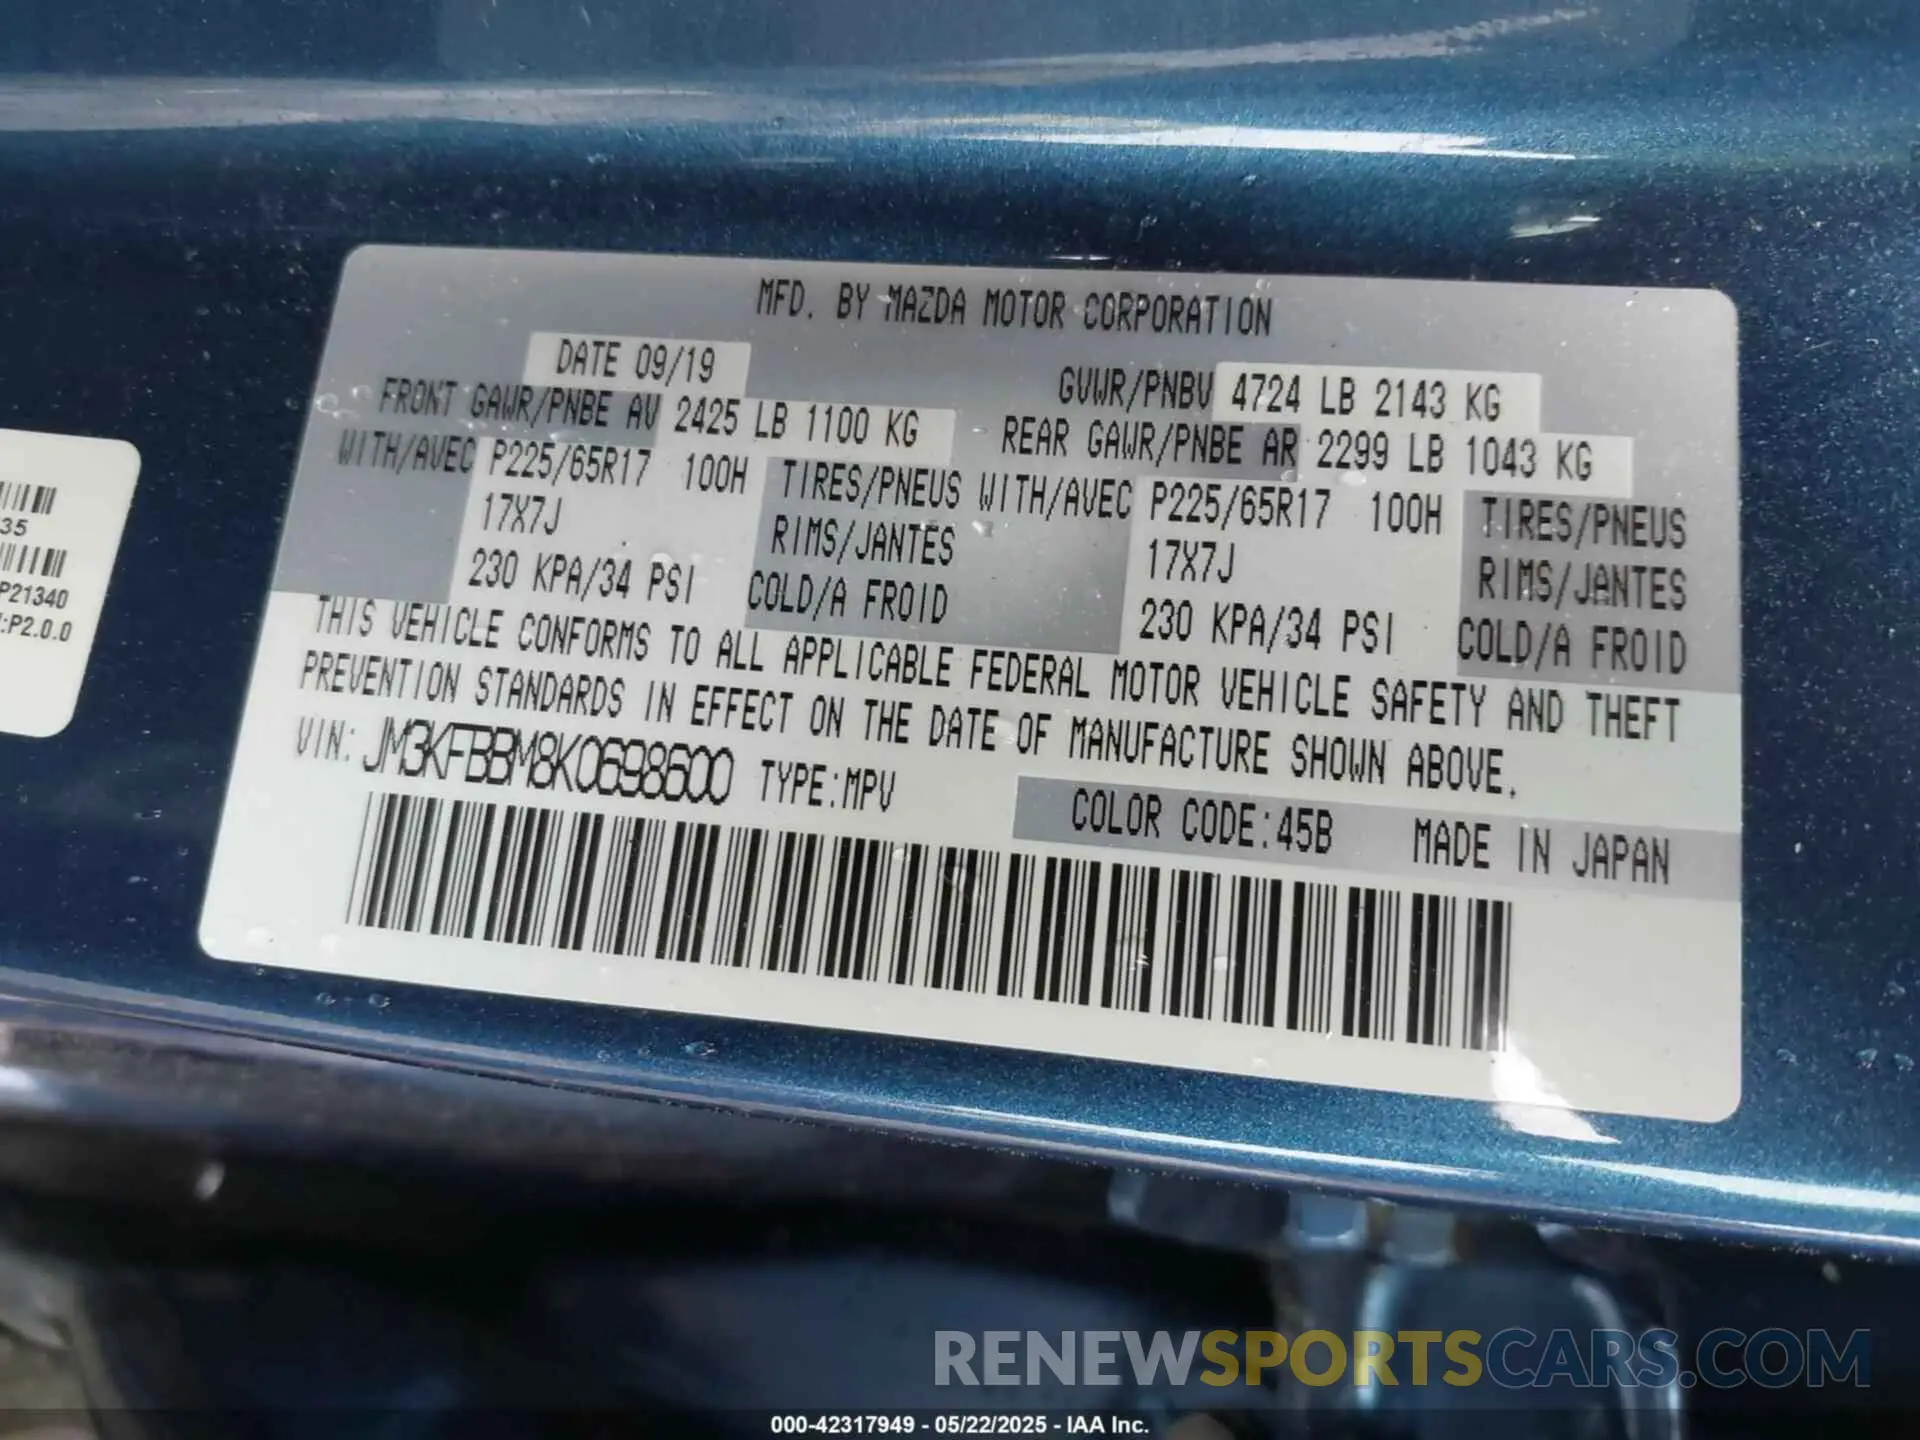 MFD. BY MAZDA MOTOR CORPORATION
DATE 09/19
GVWR/PNBV 4724 LB 2143 KG
FRONT GAWR/PNBE AV 2425 LB 1100 KG
REAR GAWR/PNBE AR 2299 LB 1043 KG
WITH/AVEC P225/65R17 100H TIRES/PNEUS WITH/AVEC P225/65R17 100H TIRES/PNEUS
17X7J RIMS/JANTES 17X7J RIMS/JANTES
230 KPA/34 PSI COLD/A FROID 230 KPA/34 PSI COLD/A FROID
THIS VEHICLE CONFORMS TO ALL APPLICABLE FEDERAL MOTOR VEHICLE SAFETY AND THEFT
PREVENTION STANDARDS IN EFFECT ON THE DATE OF MANUFACTURE SHOWN ABOVE.
VIN: JM3KFBBM8K0698600 TYPE:MPV
COLOR CODE:45B MADE IN JAPAN
35
P21340
:P2.0.0
RENEWSPORTSCARS.COM
000-42317949 - 05/22/2025 - IAA Inc.